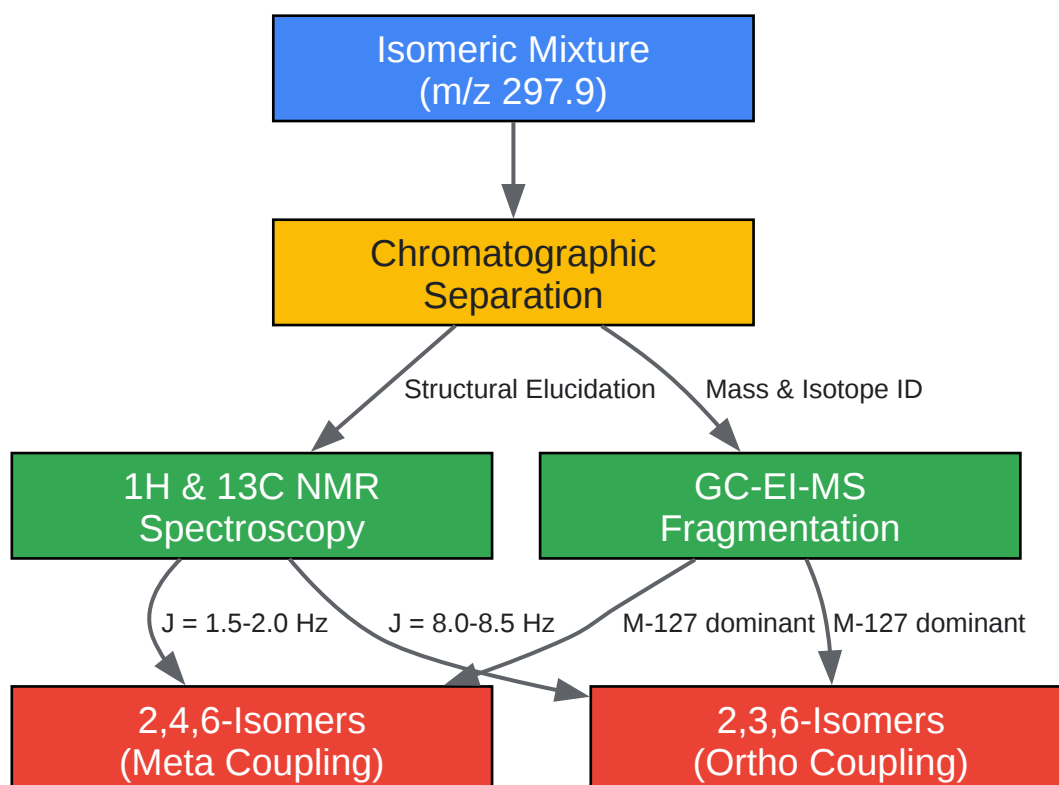 Isomeric Mixture
(m/z 297.9)
Chromatographic
Separation
Structural Elucidation
Mass & Isotope ID
1H & 13C NMR
Spectroscopy
GC-EI-MS
Fragmentation
J = 1.5-2.0 Hz
J = 8.0-8.5 Hz
M-127 dominant
M-127 dominant
2,4,6-Isomers
(Meta Coupling)
2,3,6-Isomers
(Ortho Coupling)